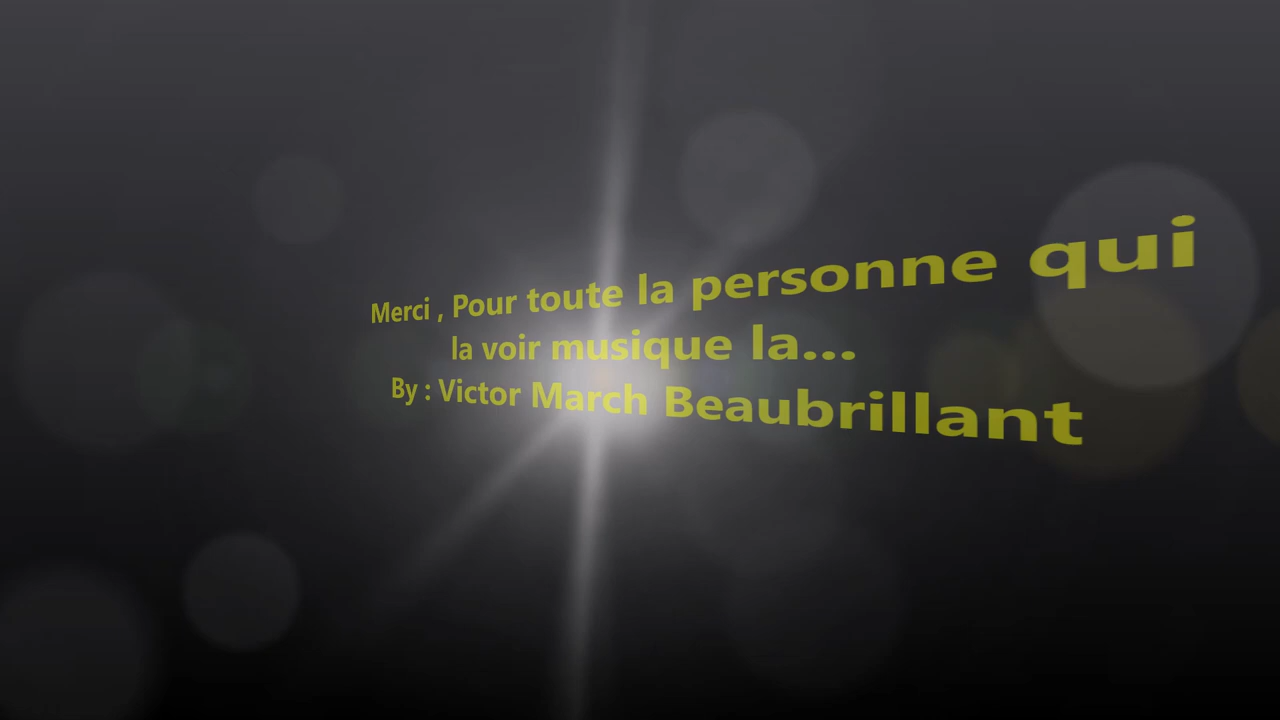 Merci , Pour toute la personne qui
la voir musique la...
By : Victor March Beaubrillant